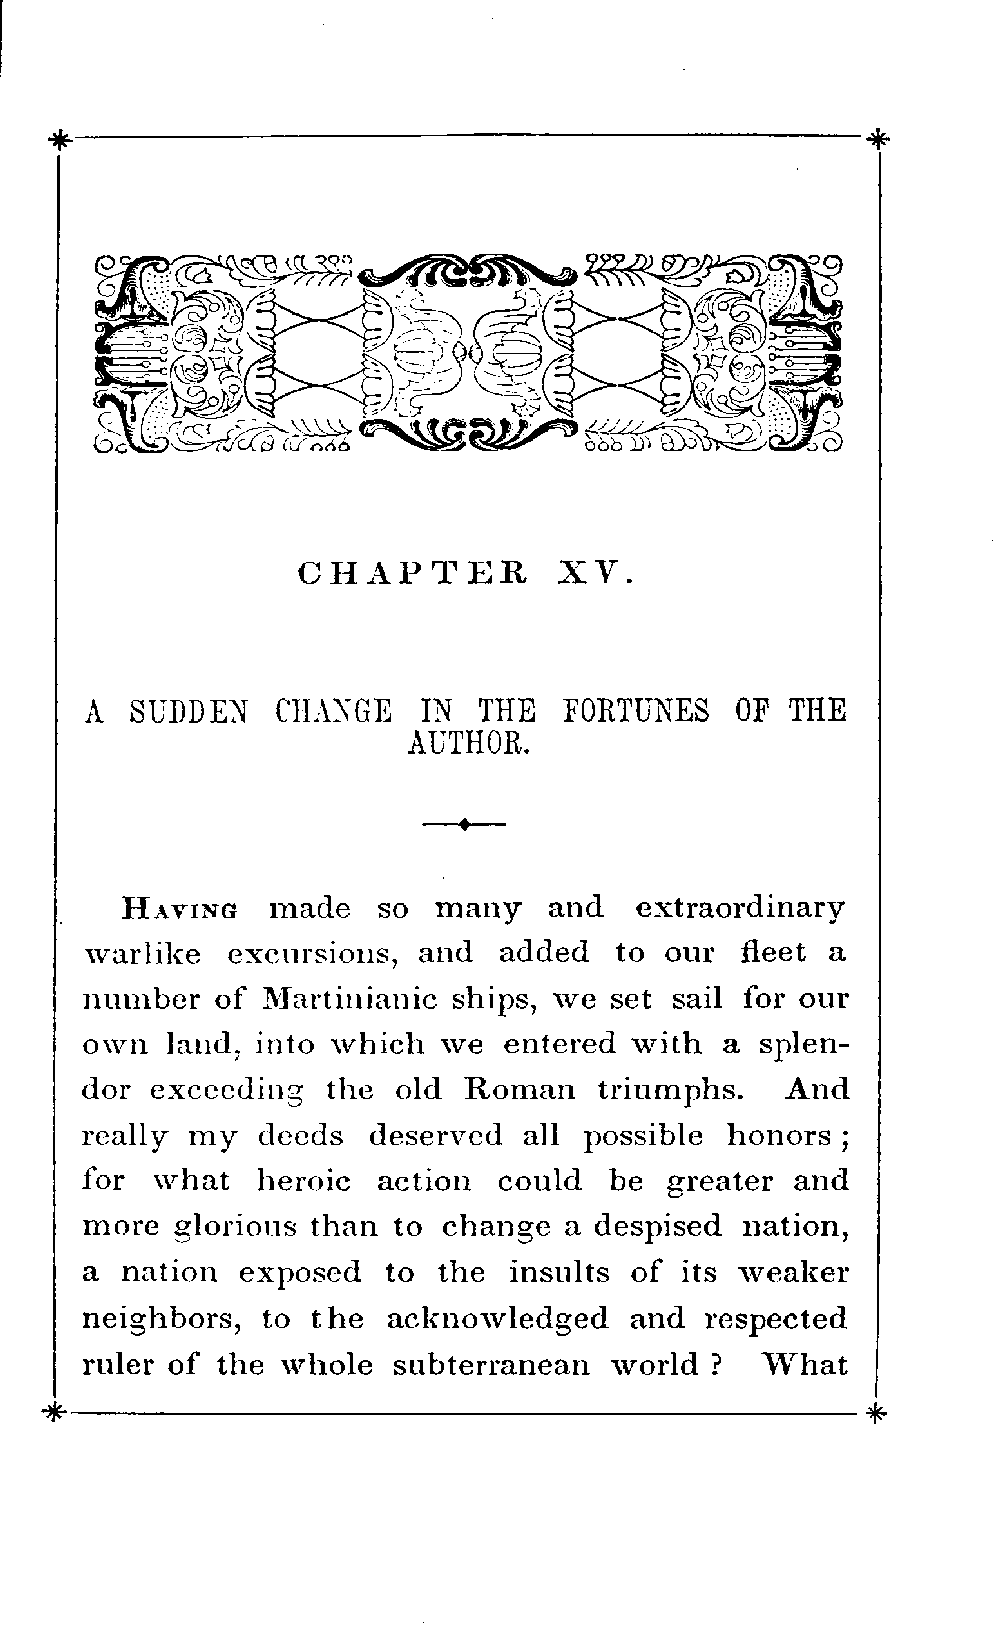 CHAPTER XV.
A SUDDEN CHANGE IN THE FORTUNES OF THE
AUTHOR.
HAVING made so many and extraordinary
warlike excursions, and added to our fleet a
number of Martinianic ships, we set sail for our
own land, into which we entered with a splen-
dor exceeding the old Roman triumphs. And
really my deeds deserved all possible honors ;
for what heroic action could be greater and
more glorious than to change a despised nation,
a nation exposed to the insults of its weaker
neighbors, to the acknowledged and respected
ruler of the whole subterranean world ? What